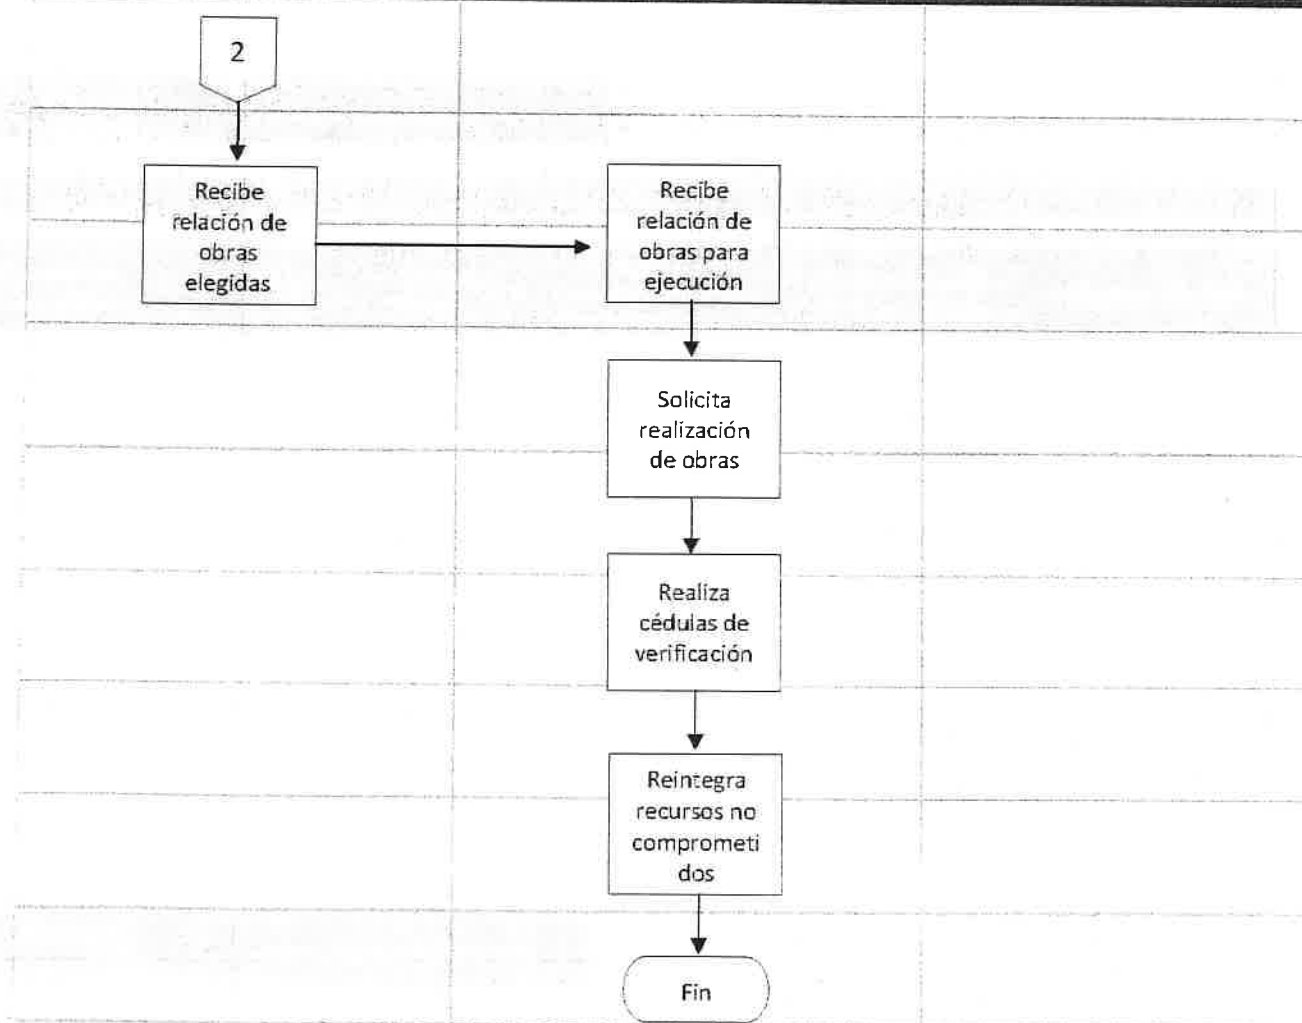 2
Recibe
relación de
obras
elegidas
Recibe
relación de
obras para
ejecución
Solicita
realización
de obras
Realiza
cédulas de
verificación
Reintegra
recursos no
comprometi
dos
Fin